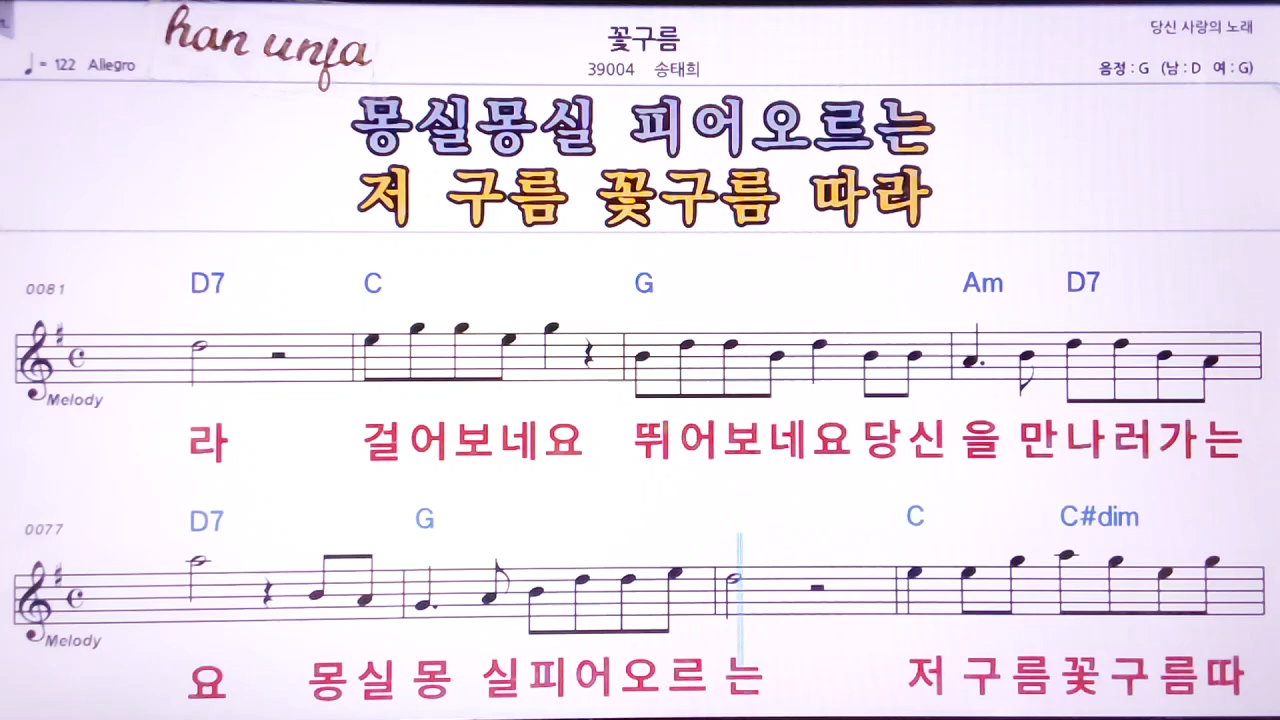 han unja
꽃구름
당신 사랑의 노래
♩ = 122 Allegro
39004 송태희
음정 : G (남 : D 여 : G)
몽실몽실 피어오르는
저 구름 꽃구름 따라
0081 D7 C G Am D7
Melody
라 걸어보네요 뛰어보네요 당신 을 만나러가는
0077 D7 G C C#dim
Melody
요 몽실몽 실피어오르 는 저 구름꽃구름따